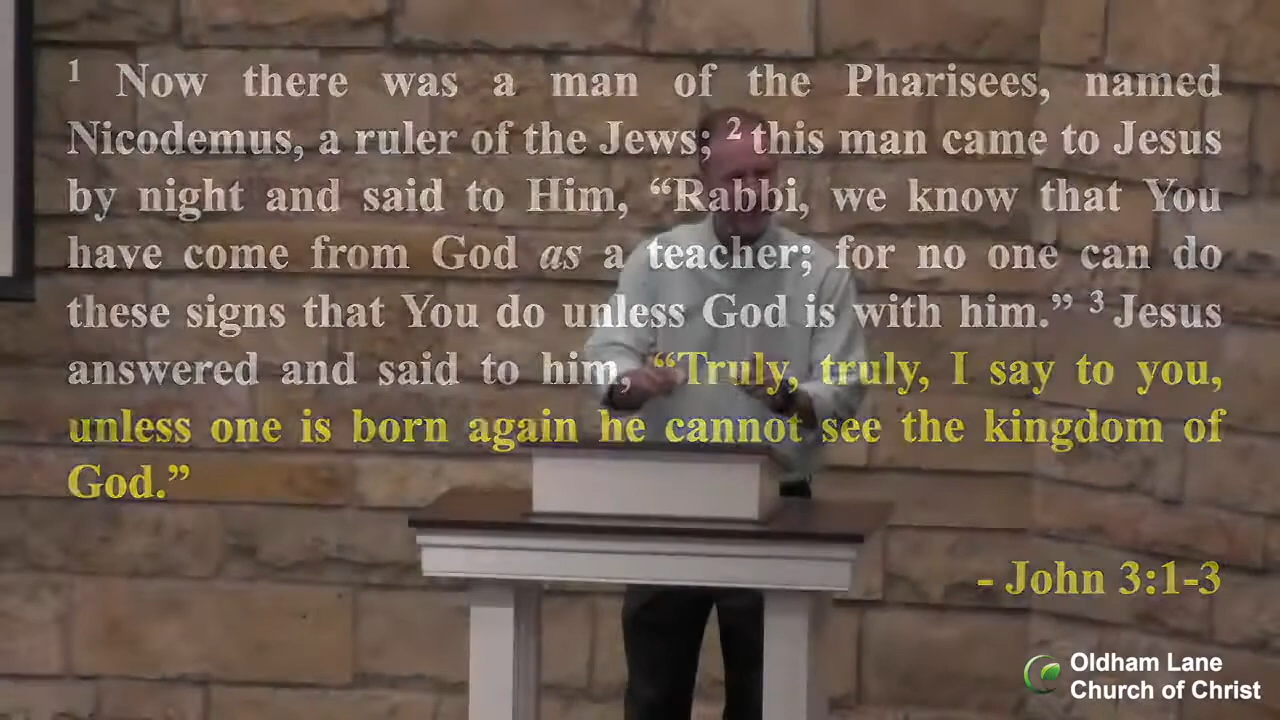 1 Now there was a man of the Pharisees, named
Nicodemus, a ruler of the Jews; 2 this man came to Jesus
by night and said to Him, “Rabbi, we know that You
have come from God as a teacher; for no one can do
these signs that You do unless God is with him.” 3 Jesus
answered and said to him, “Truly, truly, I say to you,
unless one is born again he cannot see the kingdom of
God.”
- John 3:1-3
Oldham Lane
Church of Christ